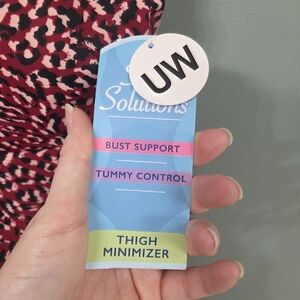 UW
Solutions
BUST SUPPORT
TUMMY CONTROL
THIGH
MINIMIZER